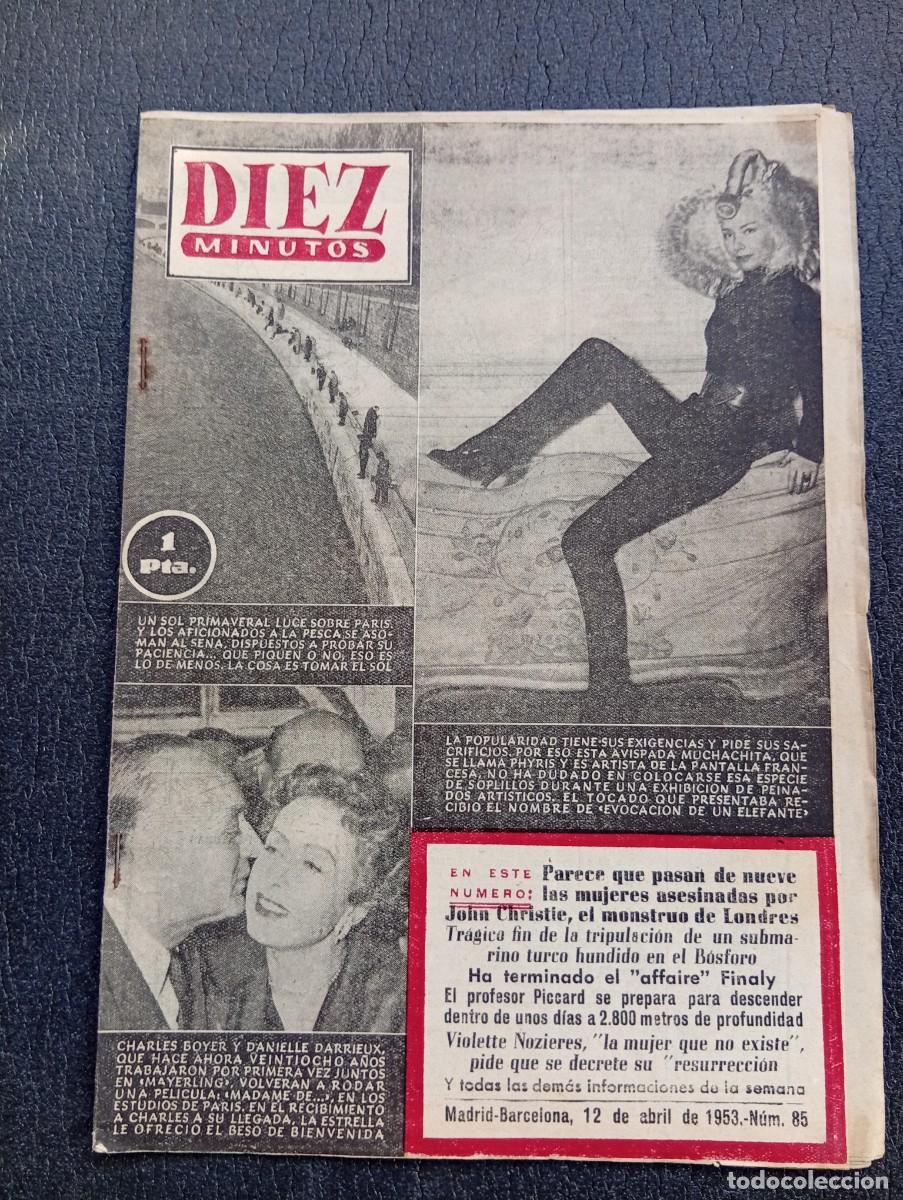 DIEZ
MINUTOS
1
Pta.
UN SOL PRIMAVERAL LUCE SOBRE PARIS,
Y LOS AFICIONADOS A LA PESCA SE ASO-
MAN AL SENA, DISPUESTOS A PROBAR SU
PACIENCIA... QUE PIQUEN O NO, ESO ES
LO DE MENOS. LA COSA ES TOMAR EL SOL
LA POPULARIDAD TIENE SUS EXIGENCIAS Y PIDE SUS SA-
CRIFICIOS. POR ESO ESTA AVISPADA MUCHACHITA, QUE
SE LLAMA PHYRIS Y ES ARTISTA DE LA PANTALLA FRAN-
CESA, NO HA DUDADO EN COLOCARSE ESA ESPECIE
DE SOPLILLOS DURANTE UNA EXHIBICION DE PEINA-
DOS ARTISTICOS. EL TOCADO QUE PRESENTABA RE-
CIBIO EL NOMBRE DE «EVOCACION DE UN ELEFANTE»
CHARLES BOYER Y DANIELLE DARRIEUX,
QUE HACE AHORA VEINTIOCHO AÑOS
TRABAJARON POR PRIMERA VEZ JUNTOS
EN «MAYERLING», VOLVERAN A RODAR
UNA PELICULA: «MADAME DE...», EN LOS
ESTUDIOS DE PARIS. EN EL RECIBIMIENTO
A CHARLES A SU LLEGADA, LA ESTRELLA
LE OFRECIO EL BESO DE BIENVENIDA
EN ESTE NUMERO:
Parece que pasan de nueve
las mujeres asesinadas por
John Christie, el monstruo de Londres
Trágico fin de la tripulación de un subma-
rino turco hundido en el Bósforo
Ha terminado el "affaire" Finaly
El profesor Piccard se prepara para descender
dentro de unos días a 2.800 metros de profundidad
Violette Nozieres, "la mujer que no existe",
pide que se decrete su "resurrección
Y todas las demés informaciones de la semana
Madrid-Barcelona, 12 de abril de 1953.-Núm. 85
todocoleccion